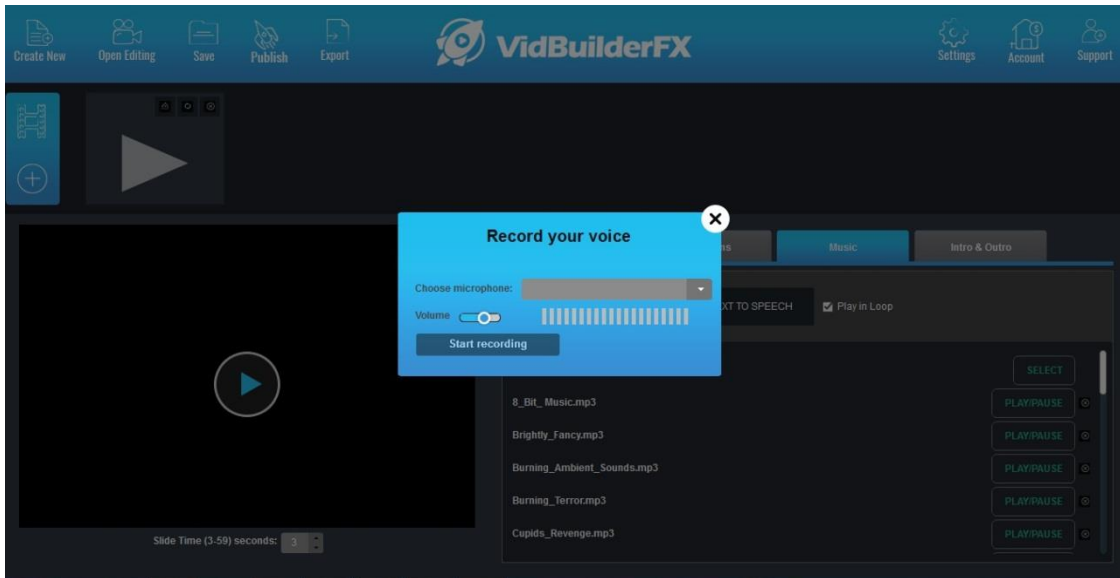 Create New
Open Editing
Save
Publish
Export
VidBuilderFX
Settings
Account
Support
Record your voice
Music
Intro & Outro
Choose microphone:
Volume
Start recording
TO SPEECH
Play in Loop
SELECT
8_Bit_ Music.mp3
PLAY/PAUSE
Brightly_Fancy.mp3
PLAY/PAUSE
Burning_Ambient_Sounds.mp3
PLAY/PAUSE
Burning_Terror.mp3
PLAY/PAUSE
Cupids_Revenge.mp3
PLAY/PAUSE
Slide Time (3-59) seconds: 3